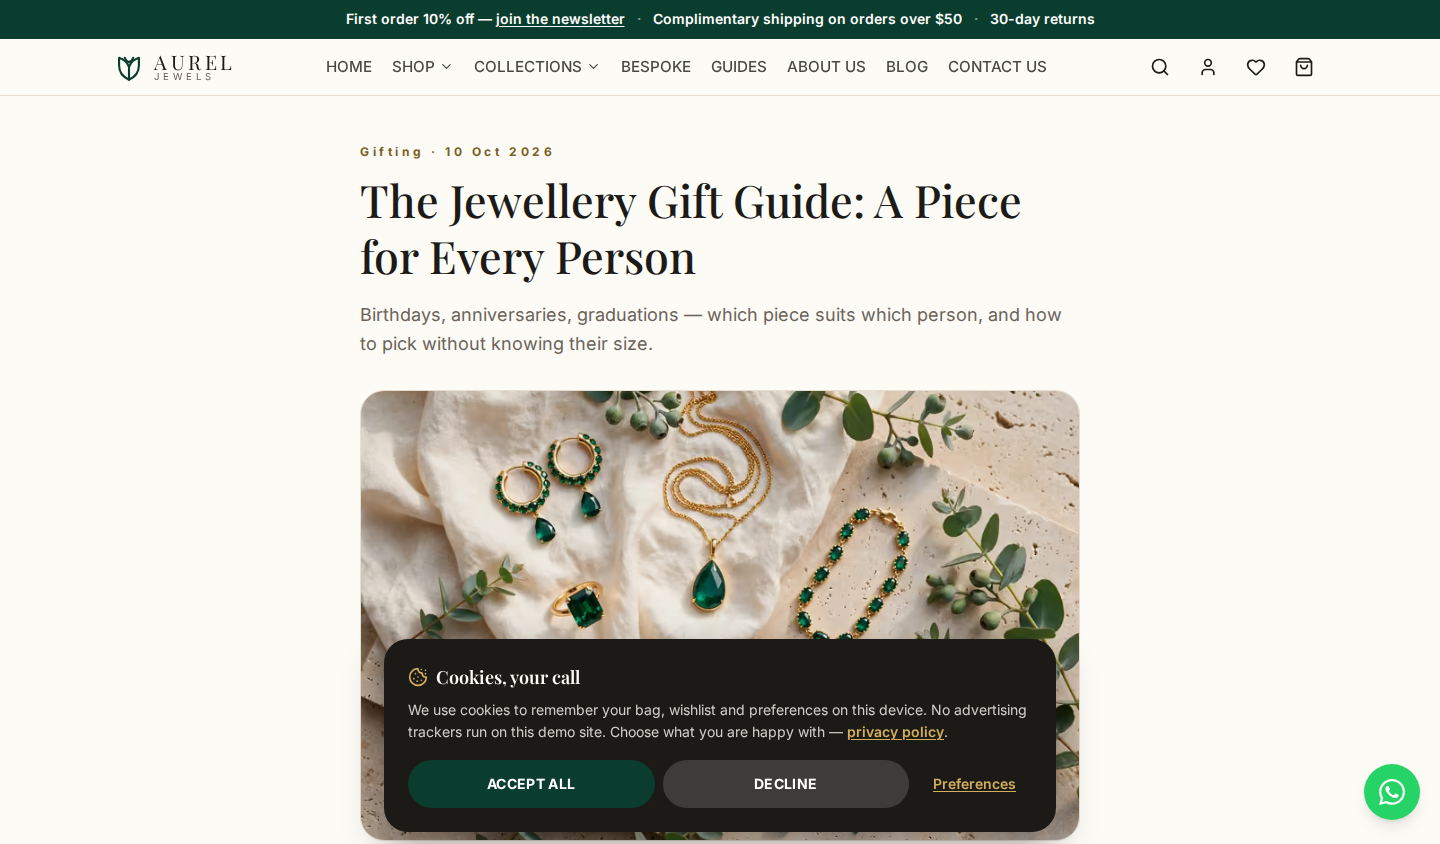 First order 10% off — join the newsletter · Complimentary shipping on orders over $50 · 30-day returns
AUREL
JEWELS
HOME SHOP COLLECTIONS BESPOKE GUIDES ABOUT US BLOG CONTACT US
Gifting · 10 Oct 2026
The Jewellery Gift Guide: A Piece
for Every Person
Birthdays, anniversaries, graduations — which piece suits which person, and how
to pick without knowing their size.
Cookies, your call
We use cookies to remember your bag, wishlist and preferences on this device. No advertising
trackers run on this demo site. Choose what you are happy with — privacy policy.
ACCEPT ALL DECLINE Preferences